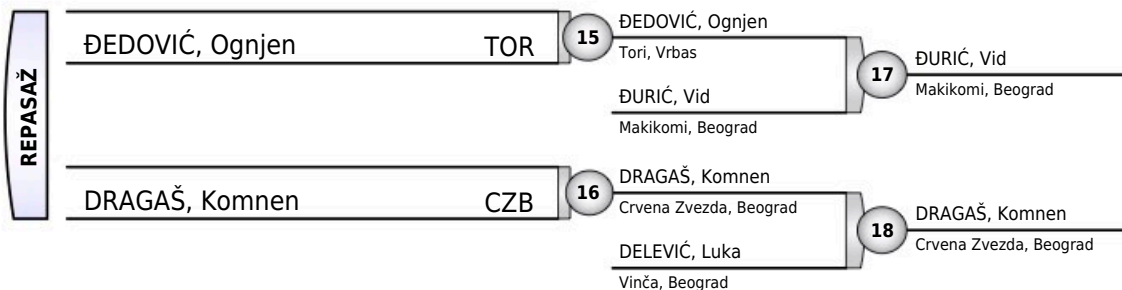 REPASAŽ
ĐEDOVIĆ, Ognjen TOR
15
ĐEDOVIĆ, Ognjen
Tori, Vrbas
ĐURIĆ, Vid
Makikomi, Beograd
17
ĐURIĆ, Vid
Makikomi, Beograd
DRAGAŠ, Komnen CZB
16
DRAGAŠ, Komnen
Crvena Zvezda, Beograd
DELEVIĆ, Luka
Vinča, Beograd
18
DRAGAŠ, Komnen
Crvena Zvezda, Beograd